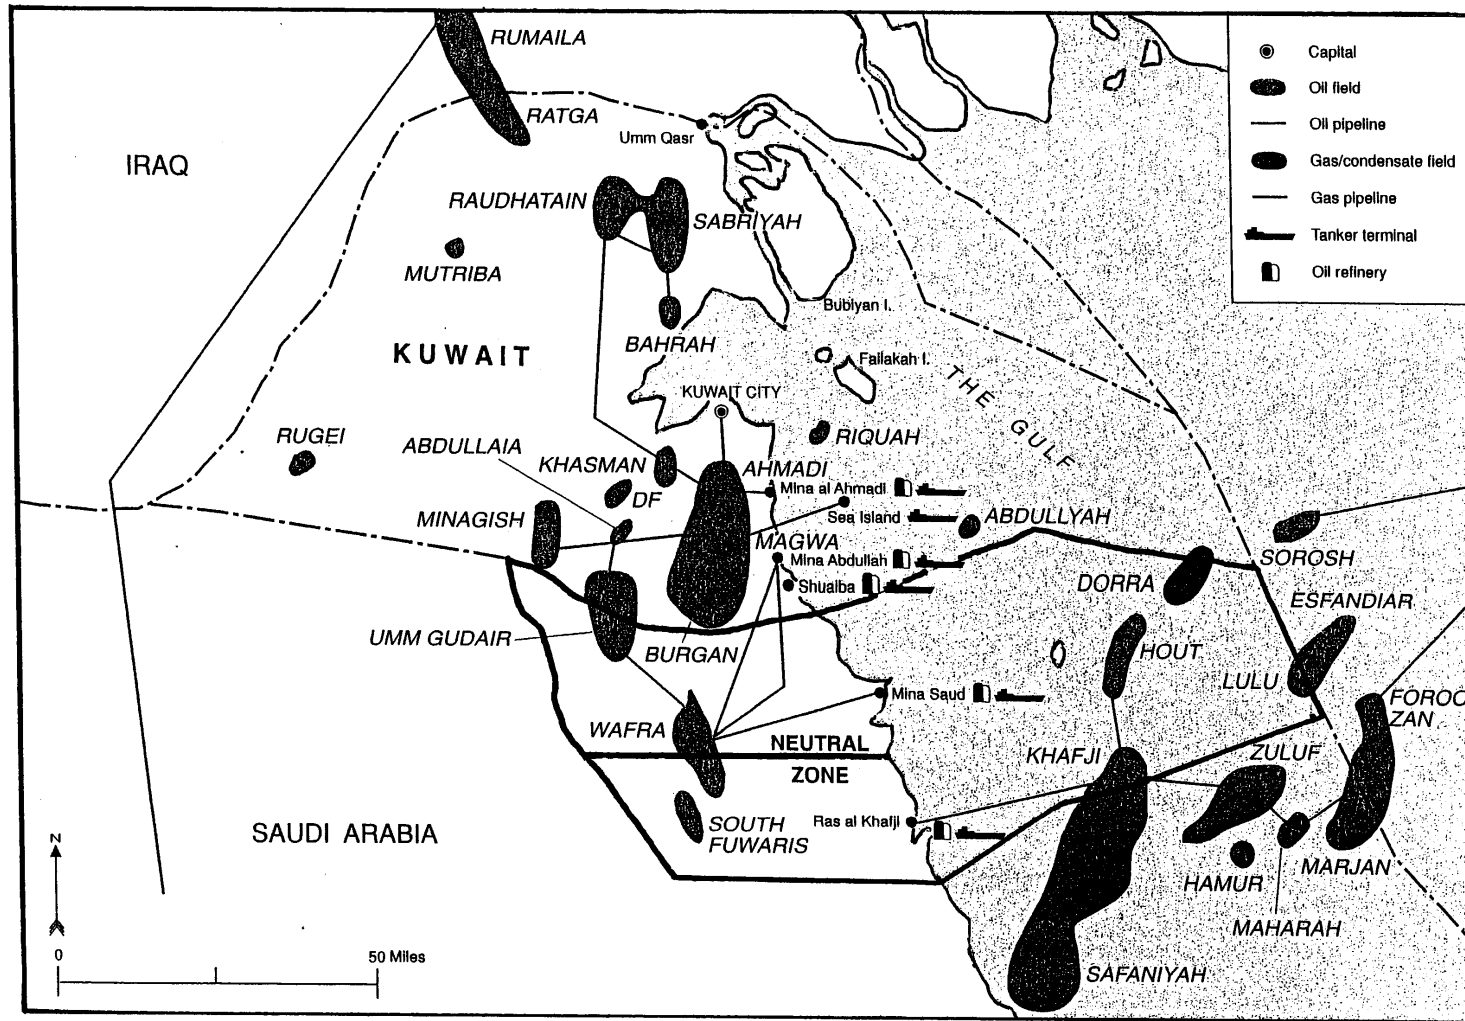 RUMAILA
Capital
Oil field
RATGA
Oil pipeline
Umm Qasr
IRAQ
Gas/condensate field
RAUDHATAIN
Gas pipeline
SABRIYAH
Tanker terminal
MUTRIBA
Oil refinery
Bubiyan I.
BAHRAH
KUWAIT
Failakah I.
THE GULF
KUWAIT CITY
RUGEI
ABDULLAIA
RIQUAH
KHASMAN
AHMADI
DF
Mina al Ahmadi
MINAGISH
Sea Island
ABDULLYAH
MAGWA
SOROSH
Mina Abdullah
DORRA
Shuaiba
ESFANDIAR
UMM GUDAIR
BURGAN
HOUT
LULU
Mina Saud
FOROO
ZAN
WAFRA
NEUTRAL
ZONE
KHAFJI
ZULUF
SAUDI ARABIA
SOUTH
FUWARIS
Ras al Khafji
N
MARJAN
HAMUR
MAHARAH
0
50 Miles
SAFANIYAH